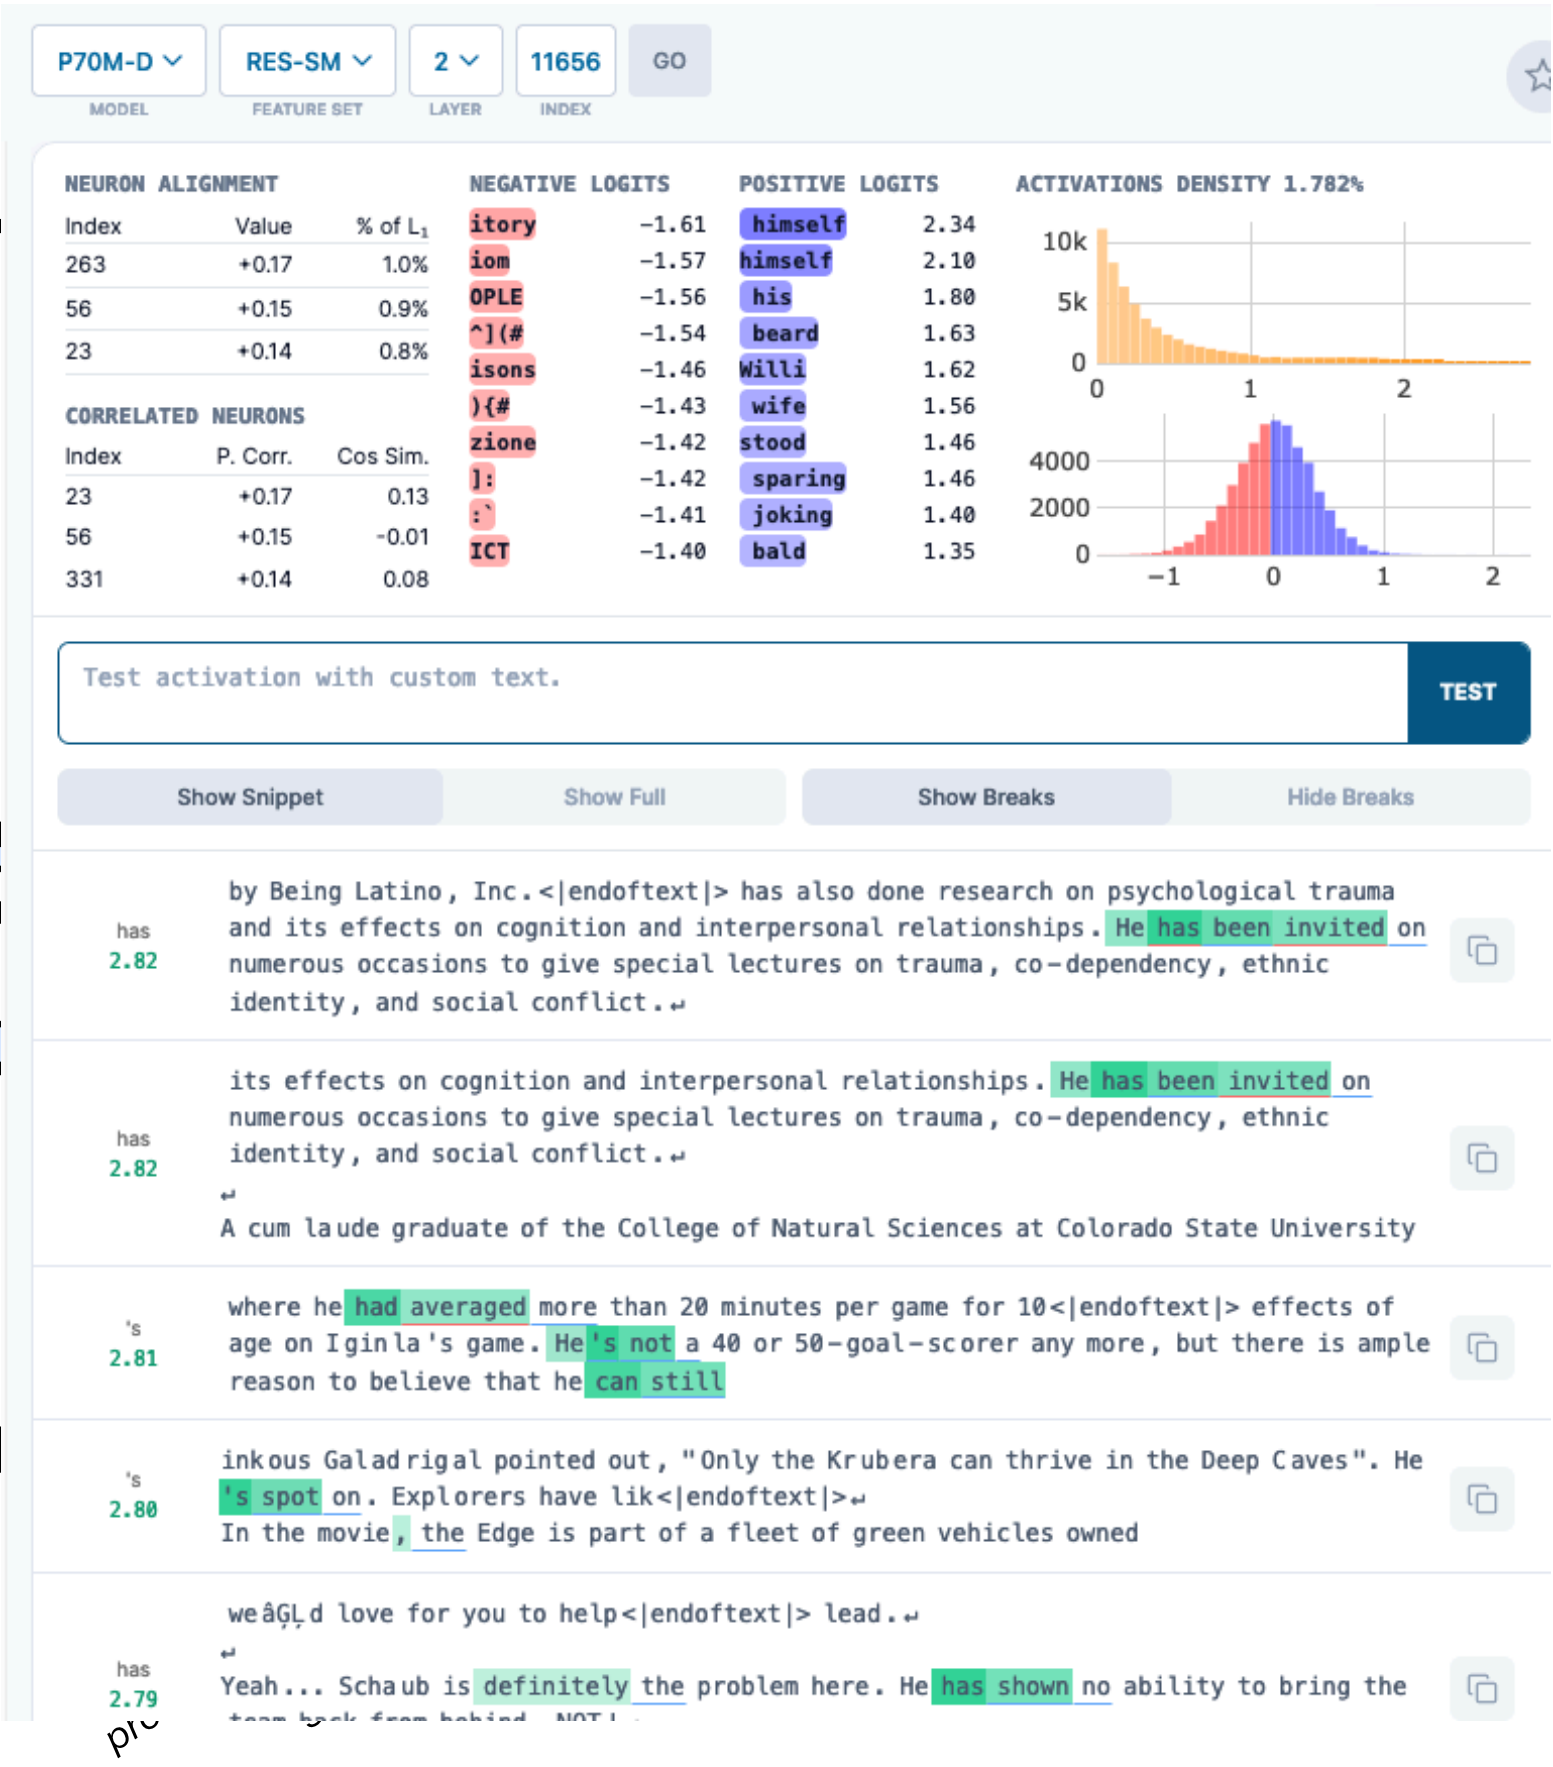 P70M-D RES-SM 2 11656 GO
MODEL FEATURE SET LAYER INDEX
NEURON ALIGNMENT
Index Value % of L₁
263 +0.17 1.0%
56 +0.15 0.9%
23 +0.14 0.8%
CORRELATED NEURONS
Index P. Corr. Cos Sim.
23 +0.17 0.13
56 +0.15 -0.01
331 +0.14 0.08
NEGATIVE LOGITS
itory -1.61
iom -1.57
OPLE -1.56
^](# -1.54
isons -1.46
){# -1.43
zione -1.42
]: -1.42
:` -1.41
ICT -1.40
POSITIVE LOGITS
himself 2.34
himself 2.10
his 1.80
beard 1.63
Willi 1.62
wife 1.56
stood 1.46
sparing 1.46
joking 1.40
bald 1.35
ACTIVATIONS DENSITY 1.782%
10k
5k
0
0 1 2
4000
2000
0
−1 0 1 2
Test activation with custom text.
TEST
Show Snippet Show Full Show Breaks Hide Breaks
has
2.82
by Being Latino, Inc.<|endoftext|> has also done research on psychological trauma
and its effects on cognition and interpersonal relationships. He has been invited on
numerous occasions to give special lectures on trauma, co-dependency, ethnic
identity, and social conflict.↵
has
2.82
its effects on cognition and interpersonal relationships. He has been invited on
numerous occasions to give special lectures on trauma, co-dependency, ethnic
identity, and social conflict.↵
↵
A cum laude graduate of the College of Natural Sciences at Colorado State University
's
2.81
where he had averaged more than 20 minutes per game for 10<|endoftext|> effects of
age on Iginla's game. He's not a 40 or 50-goal-scorer any more, but there is ample
reason to believe that he can still
's
2.80
inkous Galadrigal pointed out, "Only the Krubera can thrive in the Deep Caves". He
's spot on. Explorers have lik<|endoftext|>↵
In the movie, the Edge is part of a fleet of green vehicles owned
has
2.79
weâĢĻd love for you to help<|endoftext|> lead.↵
↵
Yeah... Schaub is definitely the problem here. He has shown no ability to bring the